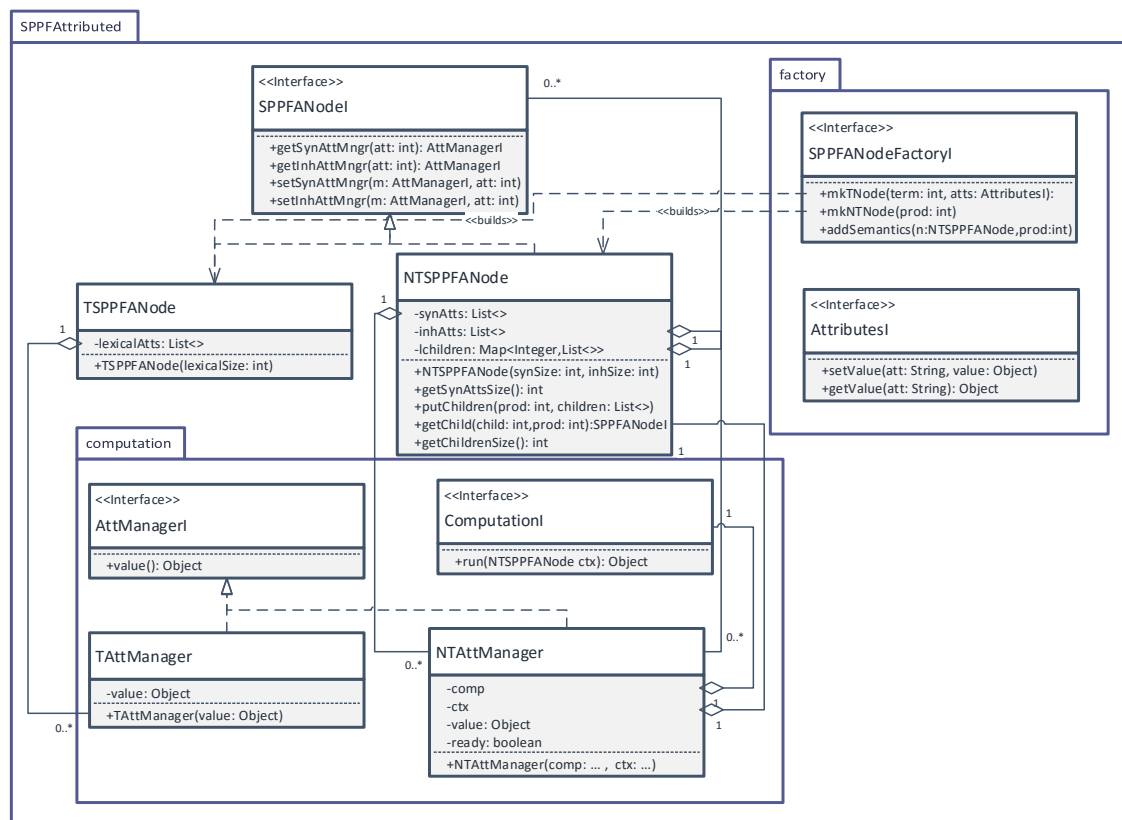 SPPFAttributed
<<Interface>>
SPPFANodeI
+getSynAttMngr(att: int): AttManagerI
+getInhAttMngr(att: int): AttManagerI
+setSynAttMngr(m: AttManagerI, att: int)
+setInhAttMngr(m: AttManagerI, att: int)
0..*
factory
<<Interface>>
SPPFANodeFactoryI
+mkTNode(term: int, atts: AttributesI):
+mkNTNode(prod: int)
+addSemantics(n:NTSPPFANode,prod:int)
<<builds>>
<<builds>>
<<Interface>>
AttributesI
+setValue(att: String, value: Object)
+getValue(att: String): Object
TSPPFANode
-lexicalAtts: List<>
+TSPPFANode(lexicalSize: int)
1
NTSPPFANode
-synAtts: List<>
-inhAtts: List<>
-lchildren: Map<Integer,List<>>
+NTSPPFANode(synSize: int, inhSize: int)
+getSynAttsSize(): int
+putChildren(prod: int, children: List<>)
+getChild(child: int,prod: int):SPPFANodeI
+getChildrenSize(): int
1
1
1
1
computation
<<Interface>>
AttManagerI
+value(): Object
<<Interface>>
ComputationI
+run(NTSPPFANode ctx): Object
1
TAttManager
-value: Object
+TAttManager(value: Object)
0..*
NTAttManager
-comp
-ctx
-value: Object
-ready: boolean
+NTAttManager(comp: ... , ctx: ...)
0..*
0..*
1
1